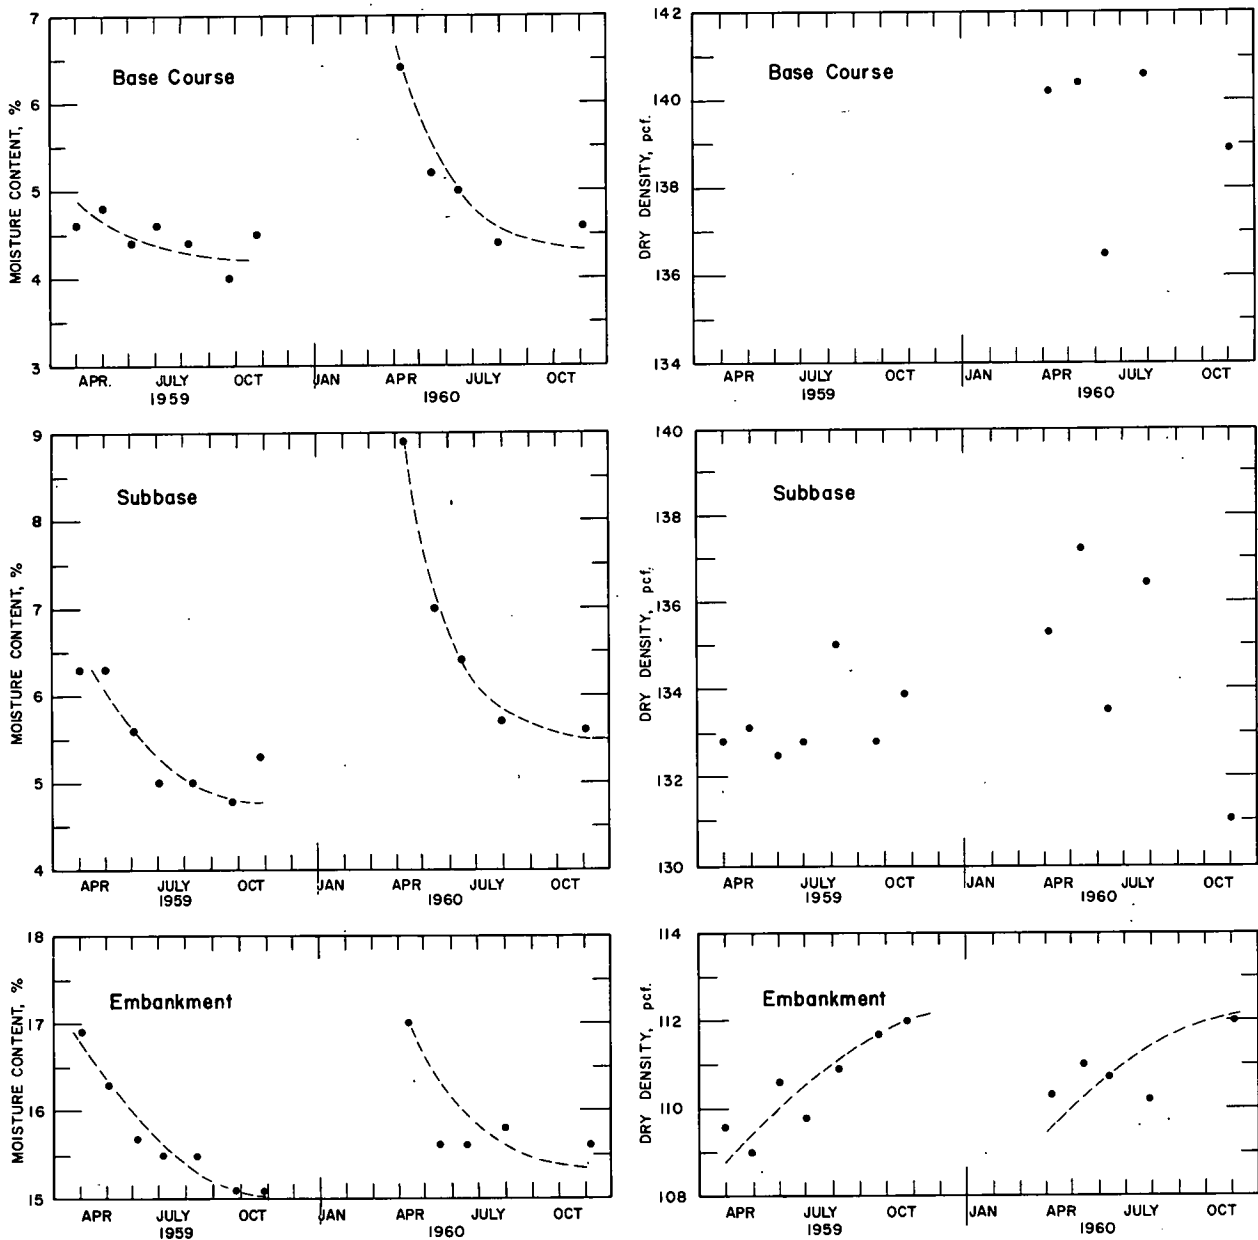 7
Base Course
6
5
4
3
MOISTURE CONTENT, %
APR. JULY OCT JAN APR JULY OCT
1959 1960
142
Base Course
140
138
136
134
DRY DENSITY, pcf.
APR JULY OCT JAN APR JULY OCT
1959 1960
9
Subbase
8
7
6
5
4
MOISTURE CONTENT, %
APR JULY OCT JAN APR JULY OCT
1959 1960
140
Subbase
138
136
134
132
130
DRY DENSITY, pcf.
APR JULY OCT JAN APR JULY OCT
1959 1960
18
Embankment
17
16
15
MOISTURE CONTENT, %
APR JULY OCT JAN APR JULY OCT
1959 1960
114
Embankment
112
110
108
DRY DENSITY, pcf.
APR JULY OCT JAN APR JULY OCT
1959 1960